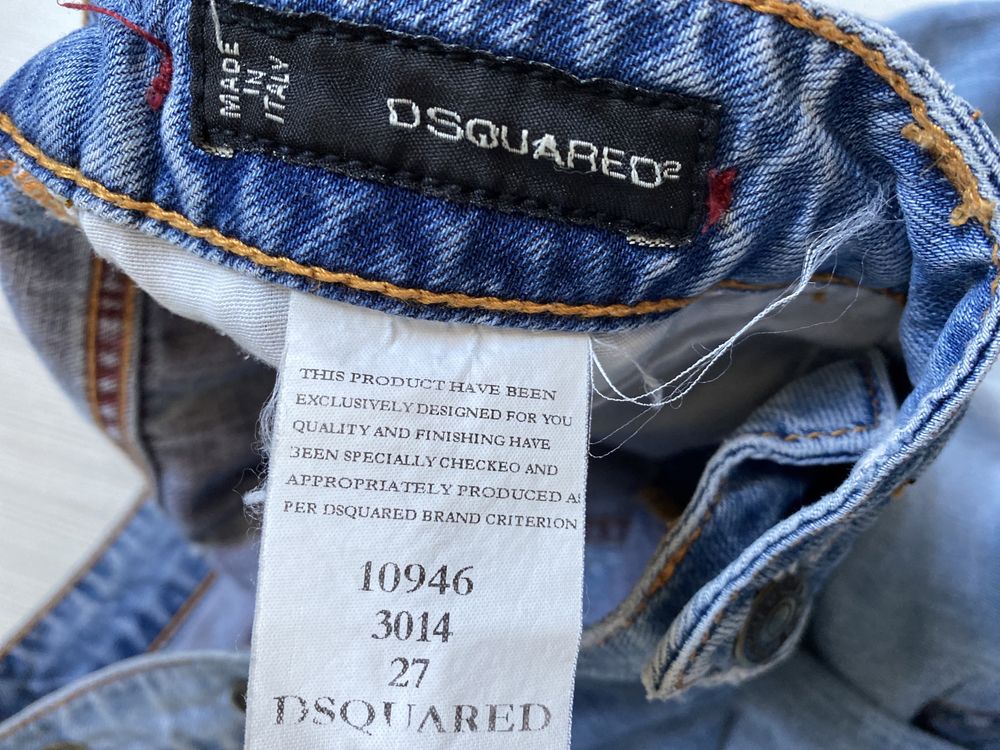 MADE
IN
ITALY
DSQUARED²
THIS PRODUCT HAVE BEEN
EXCLUSIVELY DESIGNED FOR YOU
QUALITY AND FINISHING HAVE
BEEN SPECIALLY CHECKEO AND
APPROPRIATELY PRODUCED AS
PER DSQUARED BRAND CRITERION
10946
3014
27
DSQUARED